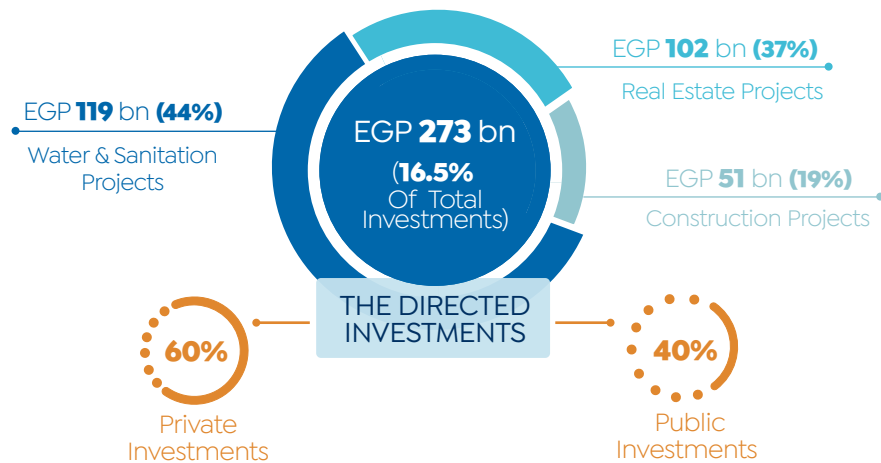 EGP 102 bn (37%)
Real Estate Projects
EGP 119 bn (44%)
Water & Sanitation
Projects
EGP 273 bn
(16.5%
Of Total
Investments)
EGP 51 bn (19%)
Construction Projects
THE DIRECTED
INVESTMENTS
60%
Private
Investments
40%
Public
Investments